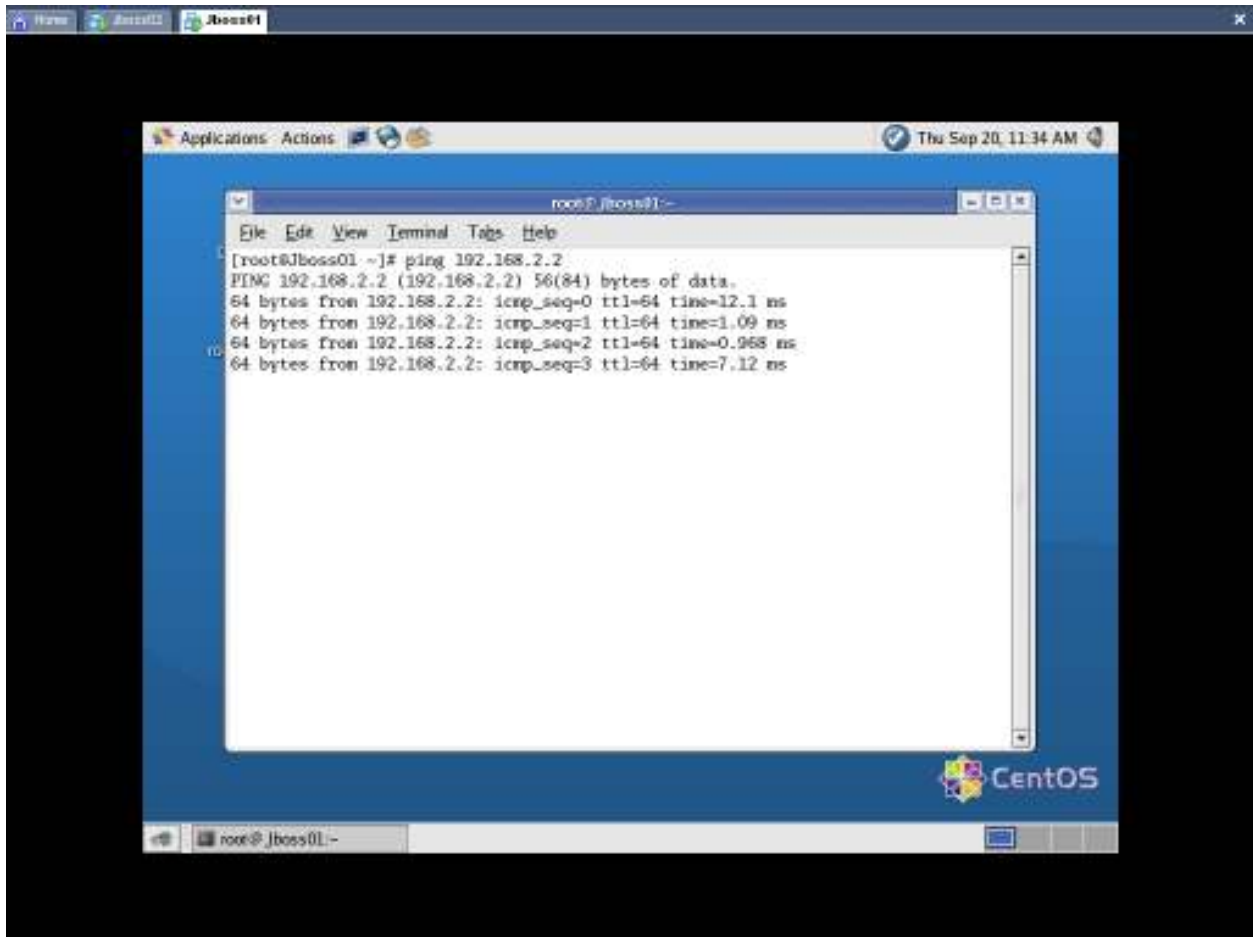 Home Jboss01
Applications Actions Thu Sep 20, 11:34 AM
root@Jboss01:~
File Edit View Terminal Tabs Help
[root@Jboss01 ~]# ping 192.168.2.2
PING 192.168.2.2 (192.168.2.2) 56(84) bytes of data.
64 bytes from 192.168.2.2: icmp_seq=0 ttl=64 time=12.1 ms
64 bytes from 192.168.2.2: icmp_seq=1 ttl=64 time=1.09 ms
64 bytes from 192.168.2.2: icmp_seq=2 ttl=64 time=0.968 ms
64 bytes from 192.168.2.2: icmp_seq=3 ttl=64 time=7.12 ms
CentOS
root@Jboss01:~